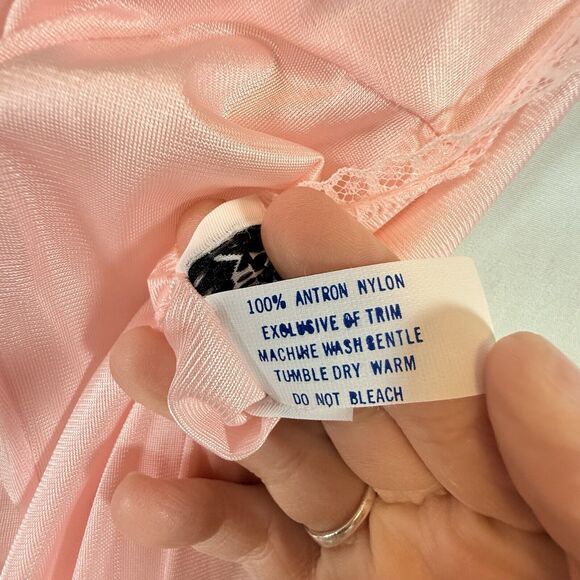 100% ANTRON NYLON
EXCLUSIVE OF TRIM
MACHINE WASH GENTLE
TUMBLE DRY WARM
DO NOT BLEACH